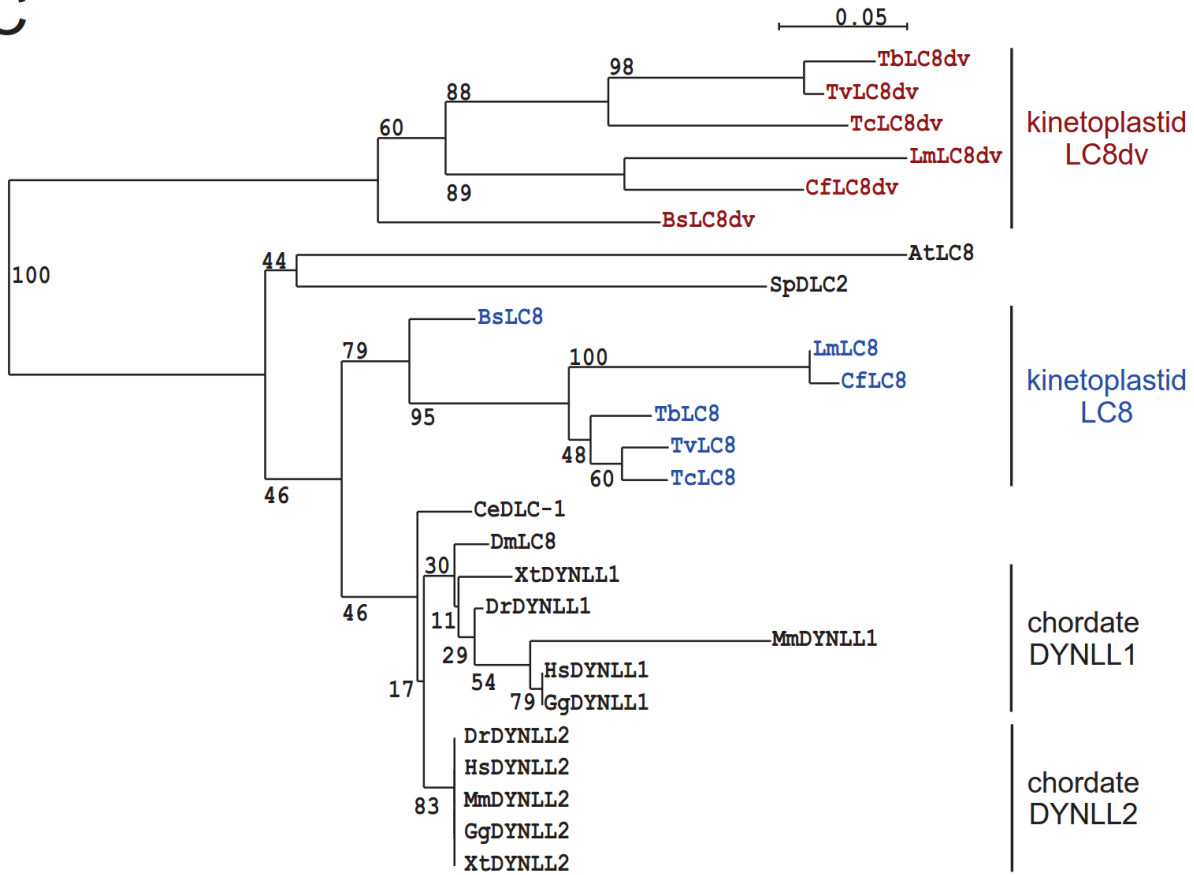 C
0.05
TbLC8dv
98
TvLC8dv
88
kinetoplastid
LC8dv
TcLC8dv
60
LmLC8dv
89
CfLC8dv
BsLC8dv
AtLC8
44
100
SpDLC2
BsLC8
79
100
LmLC8
CfLC8
kinetoplastid
LC8
95
TbLC8
48
TvLC8
60
TcLC8
46
CeDLC-1
DmLC8
30
XtDYNLL1
46
DrDYNLL1
11
chordate
DYNLL1
MmDYNLL1
29
HsDYNLL1
54
17
79
GgDYNLL1
DrDYNLL2
HsDYNLL2
chordate
DYNLL2
83
MmDYNLL2
GgDYNLL2
XtDYNLL2